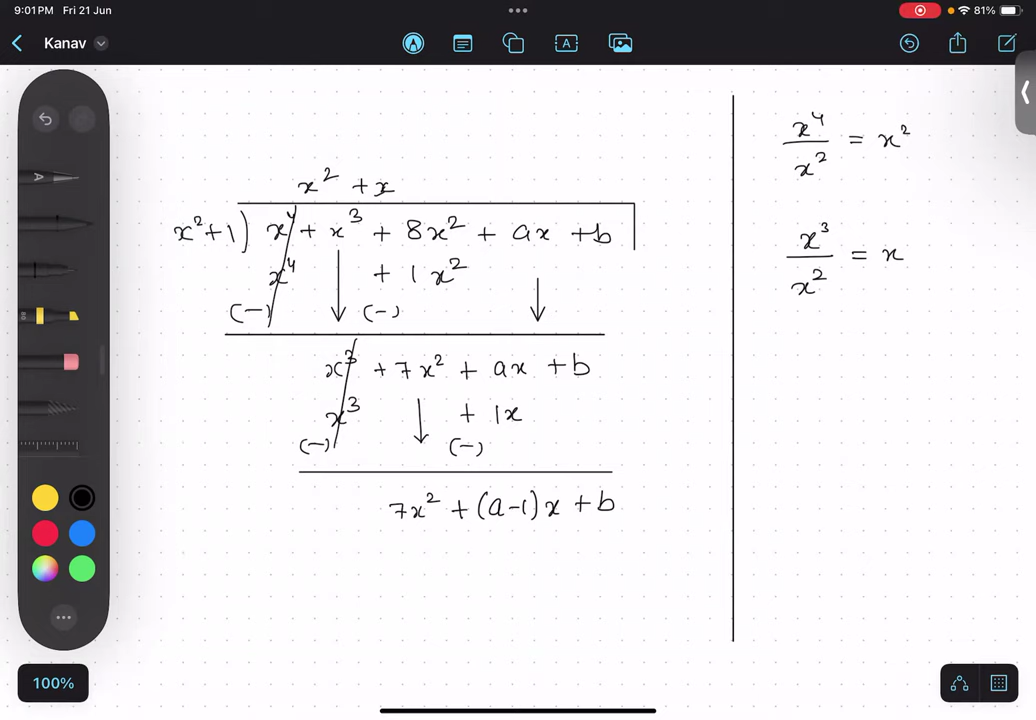 9:01 PM Fri 21 Jun
81%
Kanav
A
x² + x
x² + 1 ) x⁴ + x³ + 8x² + ax + b
x⁴ + 1x²
(-) (-)
x³ + 7x² + ax + b
x³ + 1x
(-) (-)
7x² + (a-1)x + b
x⁴/x² = x²
x³/x² = x
80
100%